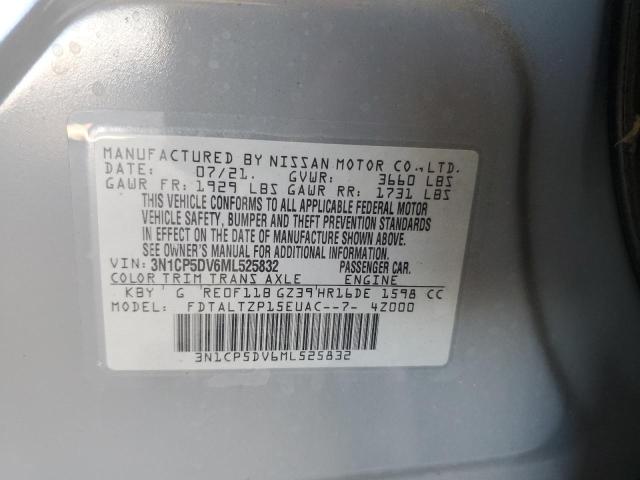 MANUFACTURED BY NISSAN MOTOR CO.,LTD.
DATE: 07/21. GVWR: 3660 LBS
GAWR FR: 1929 LBS GAWR RR: 1731 LBS
THIS VEHICLE CONFORMS TO ALL APPLICABLE FEDERAL MOTOR
VEHICLE SAFETY, BUMPER AND THEFT PREVENTION STANDARDS
IN EFFECT ON THE DATE OF MANUFACTURE SHOWN ABOVE.
SEE OWNER'S MANUAL FOR ADDITIONAL INFORMATION.
VIN: 3N1CP5DV6ML525832 PASSENGER CAR.
COLOR TRIM TRANS AXLE ENGINE
KBY G RE0F11B GZ39 HR16DE 1598 CC
MODEL: FDTALTZP15EUAC--7- 4Z000
3N1CP5DV6ML525832